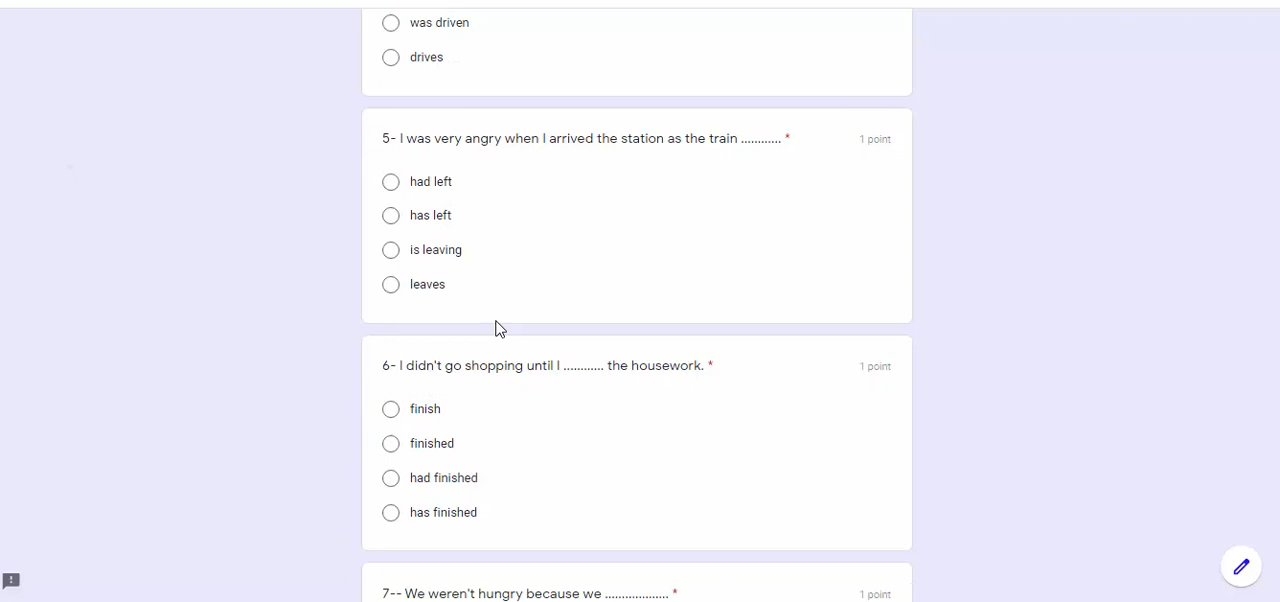 was driven
drives
5- I was very angry when I arrived the station as the train ............ * 1 point
had left
has left
is leaving
leaves
6- I didn't go shopping until I ............ the housework. * 1 point
finish
finished
had finished
has finished
7-- We weren't hungry because we ................... * 1 point